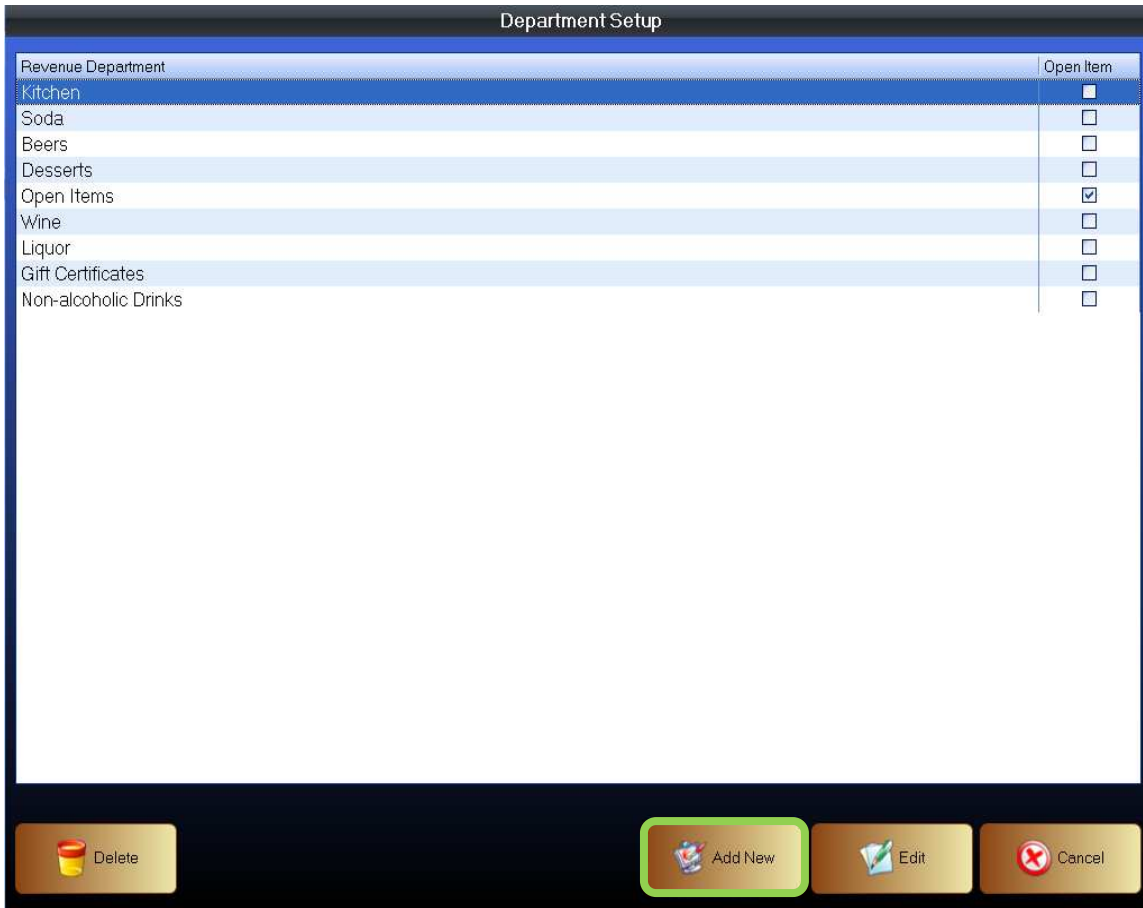 Department Setup
Revenue Department Open Item
Kitchen
Soda
Beers
Desserts
Open Items
Wine
Liquor
Gift Certificates
Non-alcoholic Drinks
Delete Add New Edit Cancel